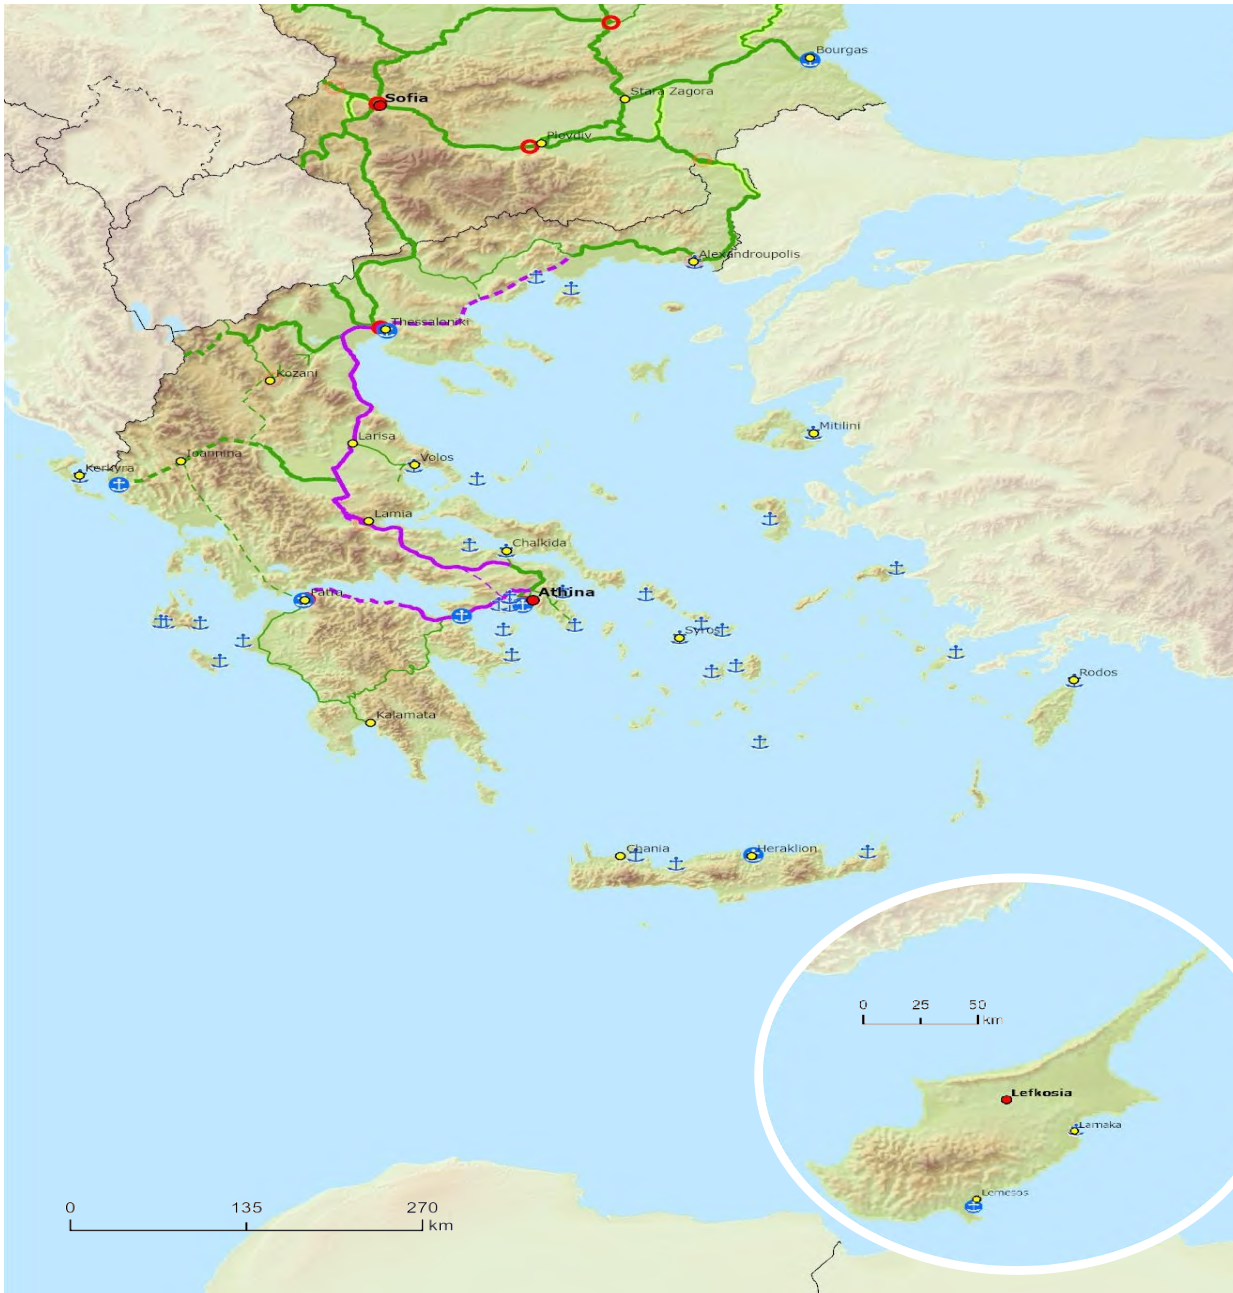 Bourgas
Sofia
Stara Zagora
Plovdiv
Alexandroupolis
Thessaloniki
Kozani
Mitilini
Larisa
Ioannina
Volos
Kerkyra
Lamia
Chalkida
Patra
Athina
Syros
Rodos
Kalamata
Chania
Heraklion
0 25 50
km
Lefkosia
Larnaka
Lemesos
0 135 270
km